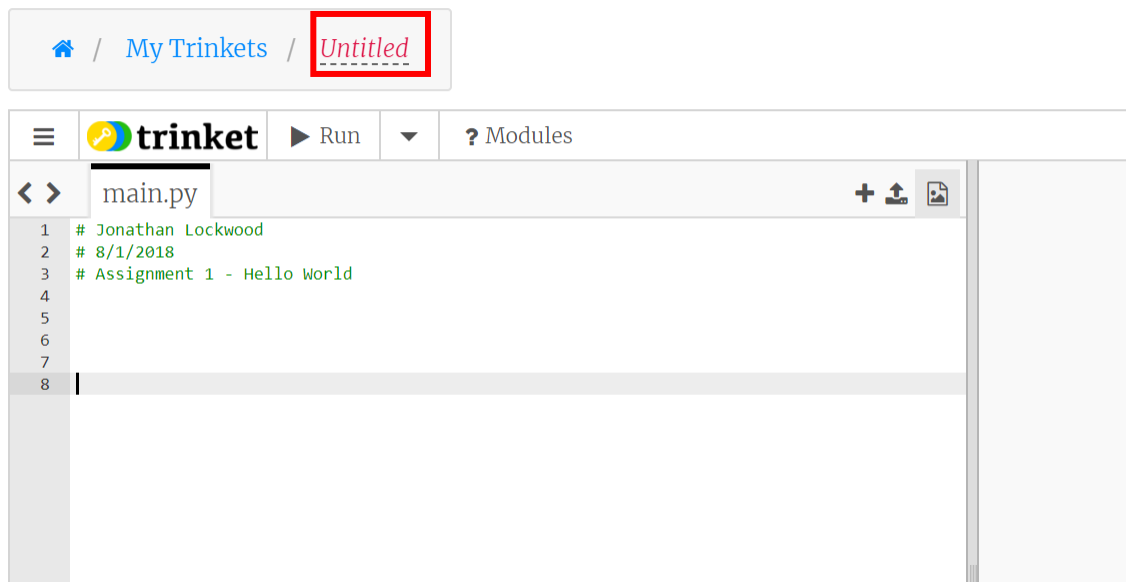 / My Trinkets / Untitled
trinket Run ? Modules
main.py
1 # Jonathan Lockwood
2 # 8/1/2018
3 # Assignment 1 - Hello World
4
5
6
7
8